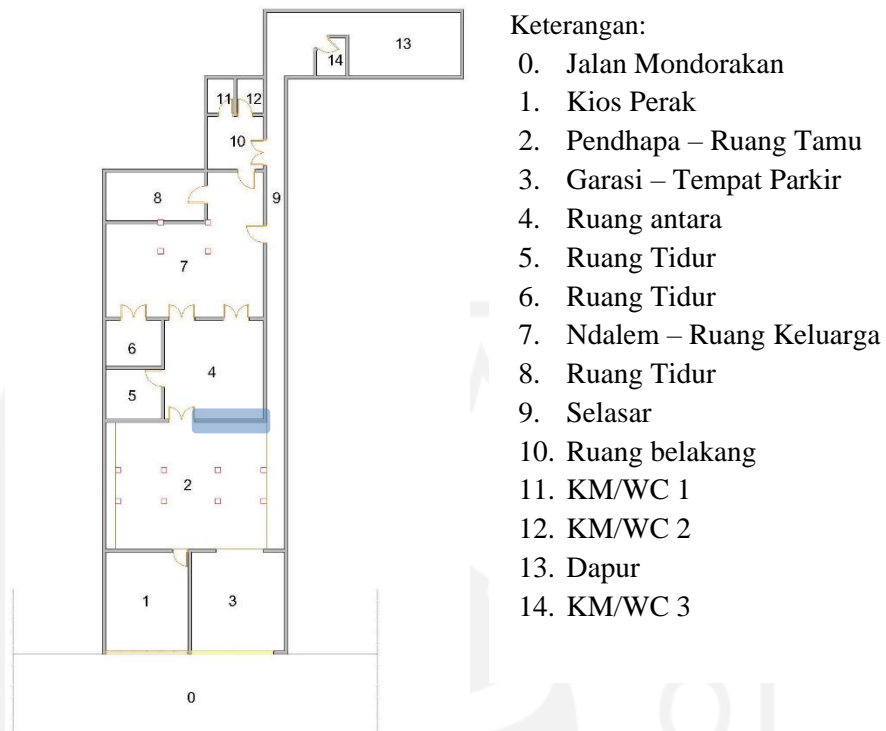 13
14
11 12
10
8
9
7
6
4
5
2
1
3
0
Keterangan:
0. Jalan Mondorakan
1. Kios Perak
2. Pendhapa – Ruang Tamu
3. Garasi – Tempat Parkir
4. Ruang antara
5. Ruang Tidur
6. Ruang Tidur
7. Ndalem – Ruang Keluarga
8. Ruang Tidur
9. Selasar
10. Ruang belakang
11. KM/WC 1
12. KM/WC 2
13. Dapur
14. KM/WC 3